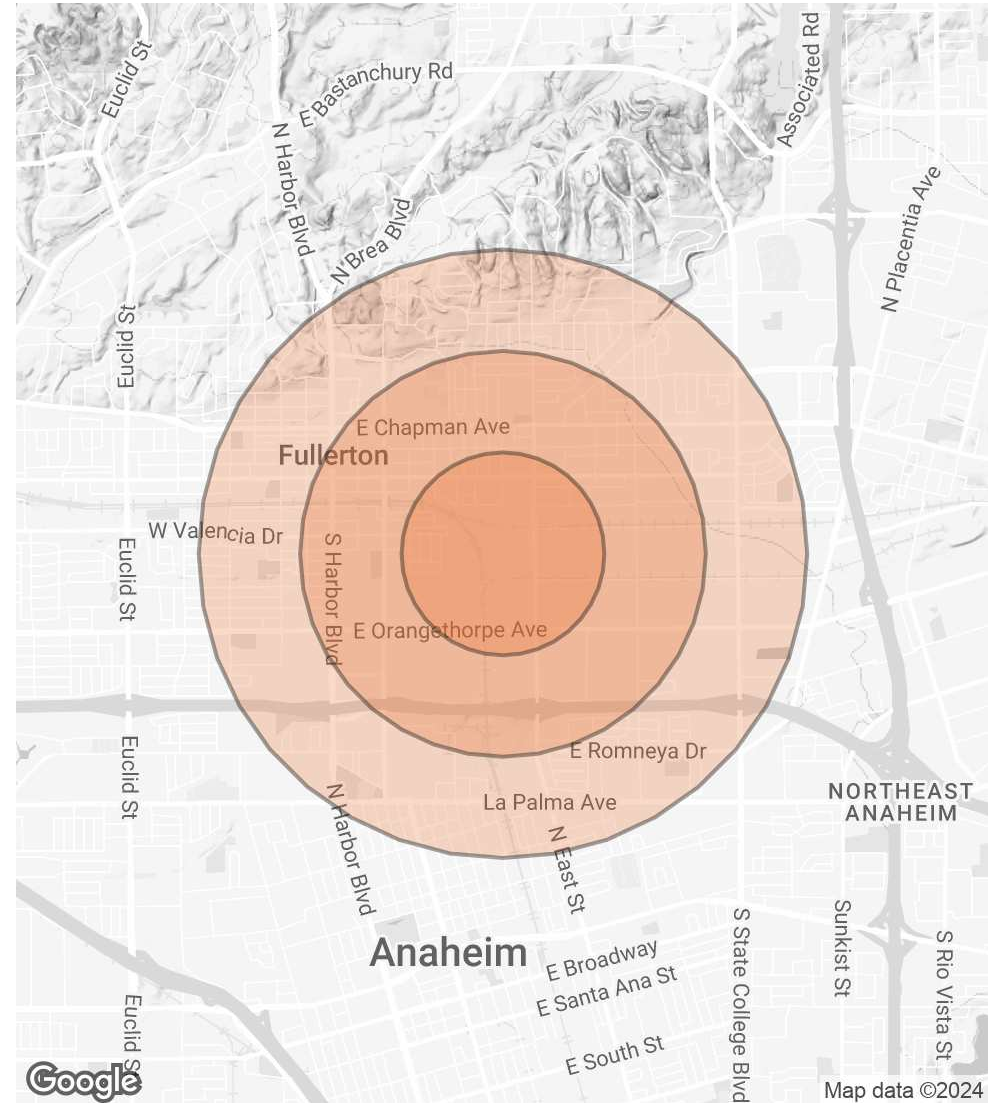 Euclid St
E Bastanchury Rd
Associated Rd
N Harbor Blvd
N Brea Blvd
N Placentia Ave
Euclid St
E Chapman Ave
Fullerton
W Valencia Dr
Euclid St
S Harbor Blvd
E Orangethorpe Ave
Euclid St
E Romneya Dr
NORTHEAST
ANAHEIM
La Palma Ave
N Harbor Blvd
N East St
Anaheim
E Broadway
E Santa Ana St
S State College Blvd
Sunkist St
S Rio Vista St
Euclid St
E South St
Google
Map data ©2024